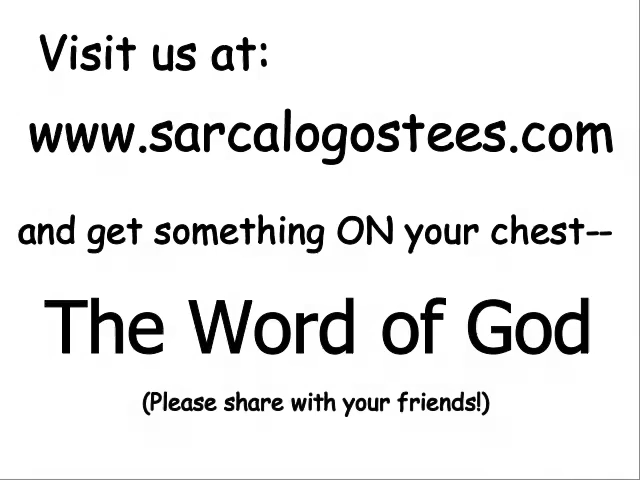 Visit us at:
www.sarcalogostees.com
and get something ON your chest--
The Word of God
(Please share with your friends!)